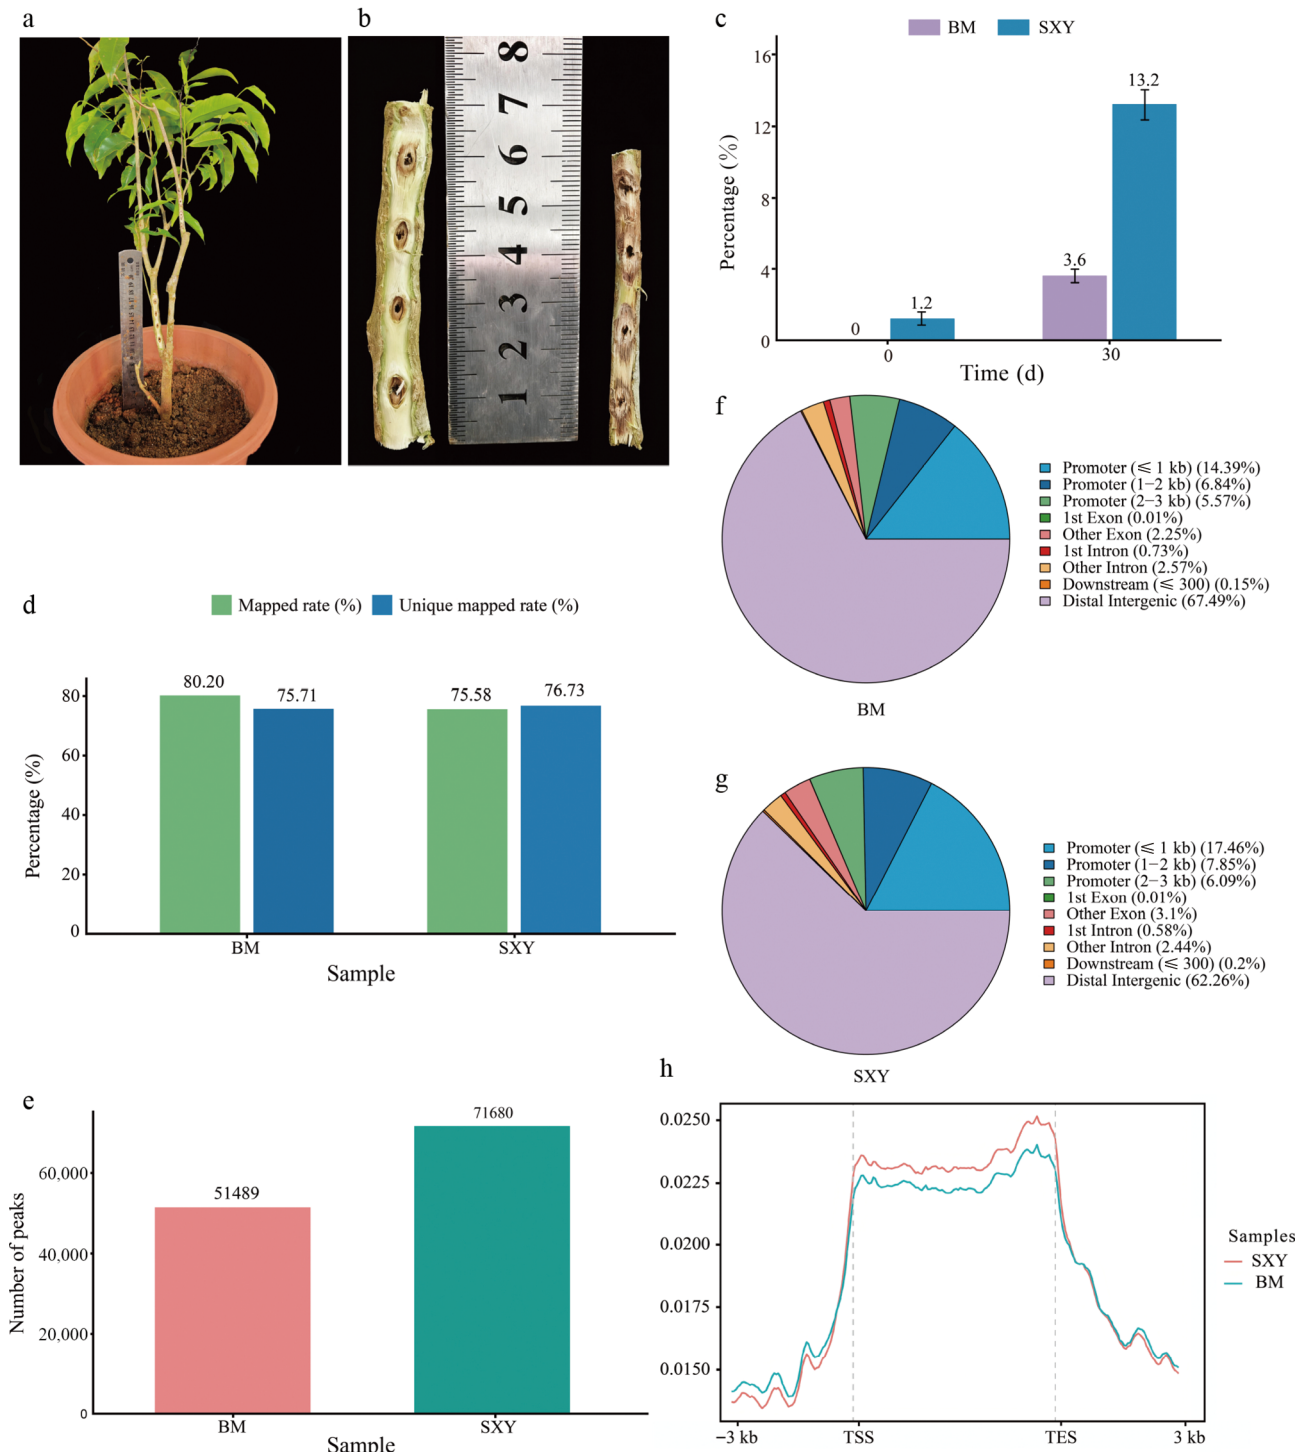 a
b
8
7
6
5
4
3
2
1
c
BM
SXY
16
12
8
4
0
Percentage (%)
0
1.2
3.6
13.2
0
30
Time (d)
d
Mapped rate (%)
Unique mapped rate (%)
80
60
40
20
0
Percentage (%)
80.20
75.71
75.58
76.73
BM
SXY
Sample
e
60,000
40,000
20,000
0
Number of peaks
51489
71680
BM
SXY
Sample
f
Promoter (≤ 1 kb) (14.39%)
Promoter (1−2 kb) (6.84%)
Promoter (2−3 kb) (5.57%)
1st Exon (0.01%)
Other Exon (2.25%)
1st Intron (0.73%)
Other Intron (2.57%)
Downstream (≤ 300) (0.15%)
Distal Intergenic (67.49%)
BM
g
Promoter (≤ 1 kb) (17.46%)
Promoter (1−2 kb) (7.85%)
Promoter (2−3 kb) (6.09%)
1st Exon (0.01%)
Other Exon (3.1%)
1st Intron (0.58%)
Other Intron (2.44%)
Downstream (≤ 300) (0.2%)
Distal Intergenic (62.26%)
SXY
h
0.0250
0.0225
0.0200
0.0175
0.0150
−3 kb
TSS
TES
3 kb
Samples
SXY
BM